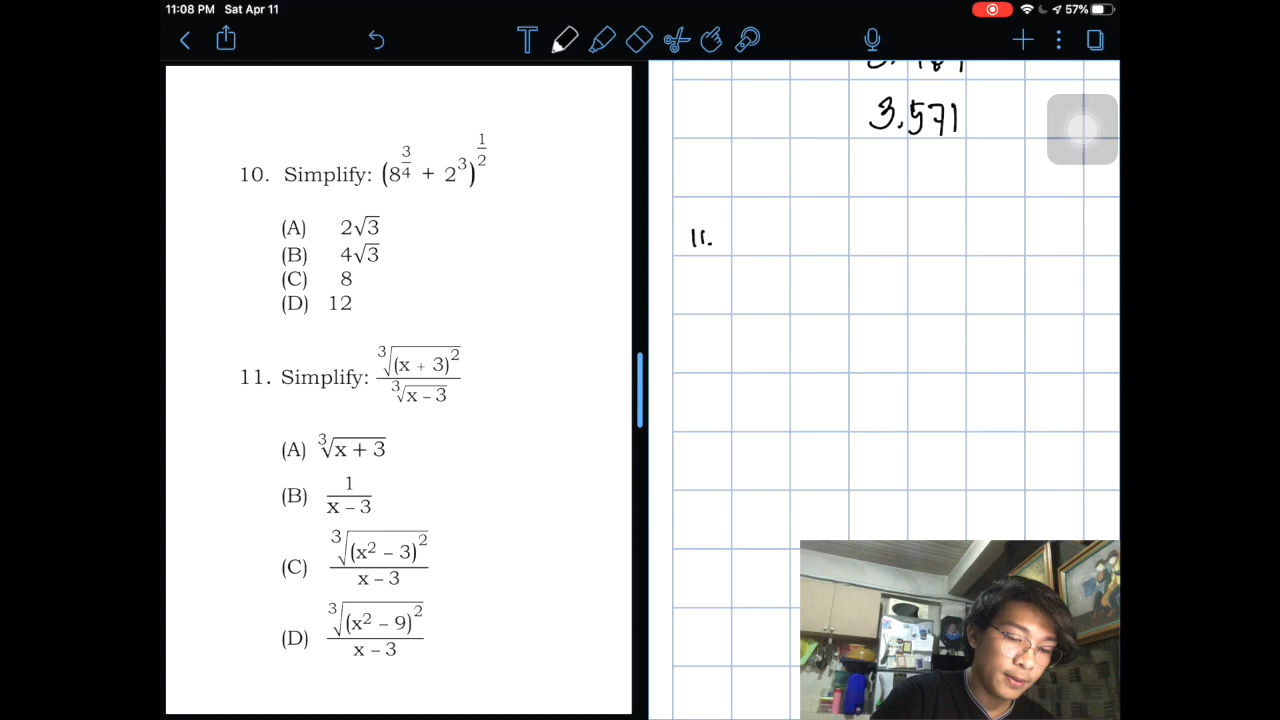 11:08 PM Sat Apr 11
57%
T
3.571
10. Simplify: (8^(3/4) + 2^3)^(1/2)
(A) 2√3
(B) 4√3
(C) 8
(D) 12
11.
11. Simplify: ∛(x + 3)^2 / ∛(x – 3)
(A) ∛(x + 3)
(B) 1 / (x – 3)
(C) ∛(x^2 – 3)^2 / (x – 3)
(D) ∛(x^2 – 9)^2 / (x – 3)